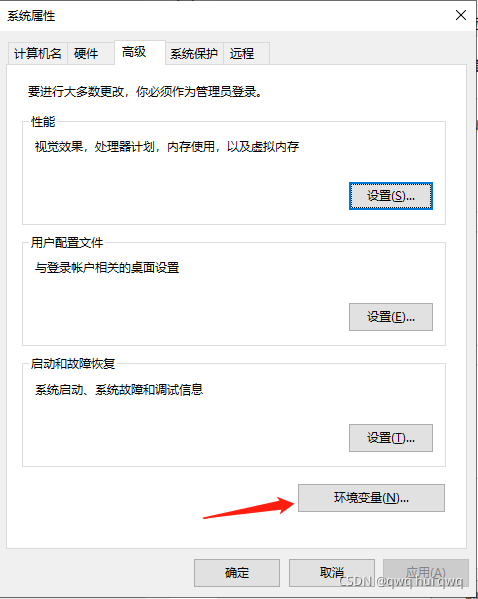 系统属性
计算机名 硬件 高级 系统保护 远程
要进行大多数更改，你必须作为管理员登录。
性能
视觉效果，处理器计划，内存使用，以及虚拟内存
设置(S)...
用户配置文件
与登录帐户相关的桌面设置
设置(E)...
启动和故障恢复
系统启动、系统故障和调试信息
设置(T)...
环境变量(N)...
确定 取消 应用(A)
CSDN @qwq hufqwq